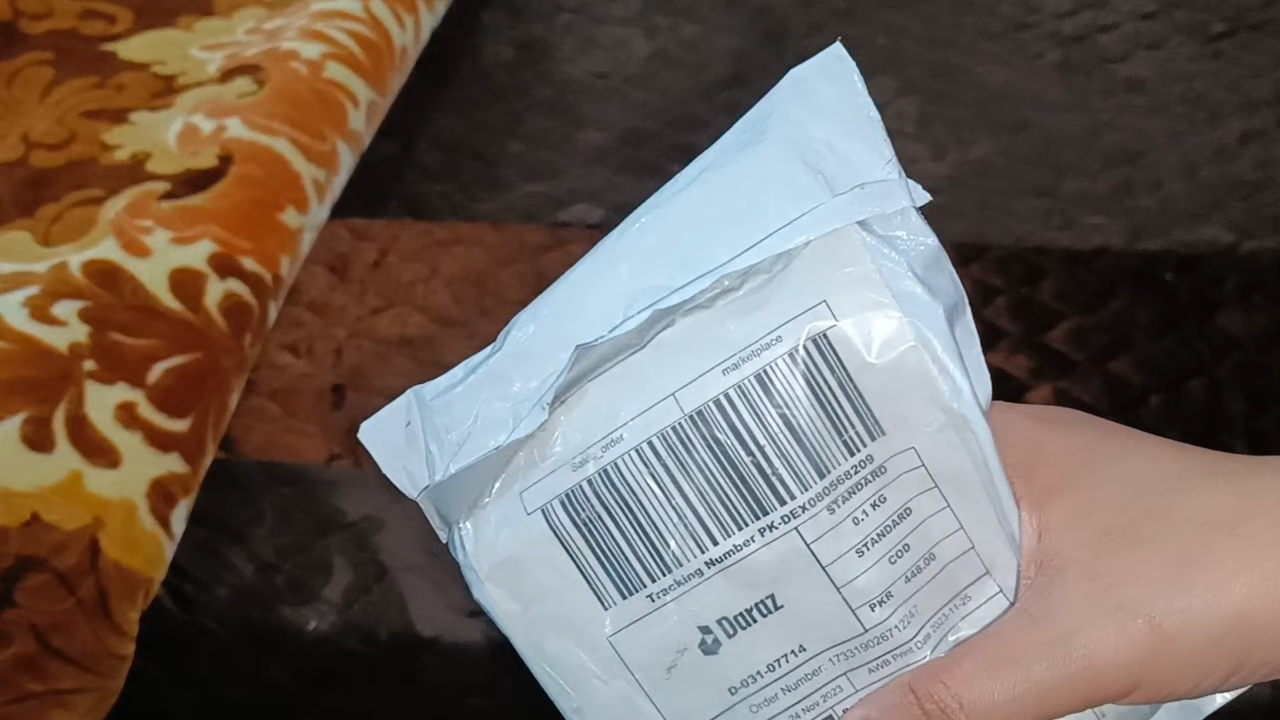 Sales_order marketplace
Tracking Number PK-DEX080568209
STANDARD
0.1 KG
STANDARD
COD
PKR 448.00
Daraz
D-031-07714
Order Number: 173319026712247
24 Nov 2023 AWB Print Date 2023-11-25